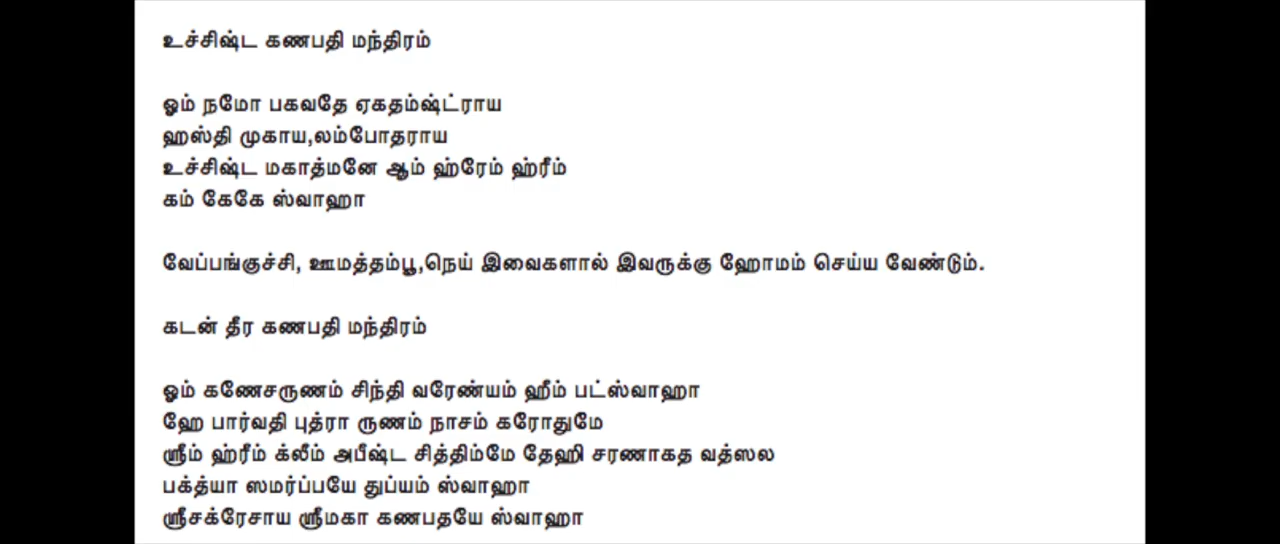 உச்சிஷ்ட கணபதி மந்திரம்
ஓம் நமோ பகவதே ஏகதம்ஷ்ட்ராய
ஹஸ்தி முகாய,லம்போதராய
உச்சிஷ்ட மகாத்மனே ஆம் ஹ்ரேம் ஹ்ரீம்
கம் கேகே ஸ்வாஹா
வேப்பங்குச்சி, ஊமத்தம்பூ,நெய் இவைகளால் இவருக்கு ஹோமம் செய்ய வேண்டும்.
கடன் தீர கணபதி மந்திரம்
ஓம் கணேசருணம் சிந்தி வரேண்யம் ஹீம் பட்ஸ்வாஹா
ஹே பார்வதி புத்ரா ருணம் நாசம் கரோதுமே
ஸ்ரீம் ஹ்ரீம் க்லீம் அபீஷ்ட சித்திம்மே தேஹி சரணாகத வத்ஸல
பக்த்யா ஸமர்ப்பயே துப்யம் ஸ்வாஹா
ஸ்ரீசக்ரேசாய ஸ்ரீமகா கணபதயே ஸ்வாஹா